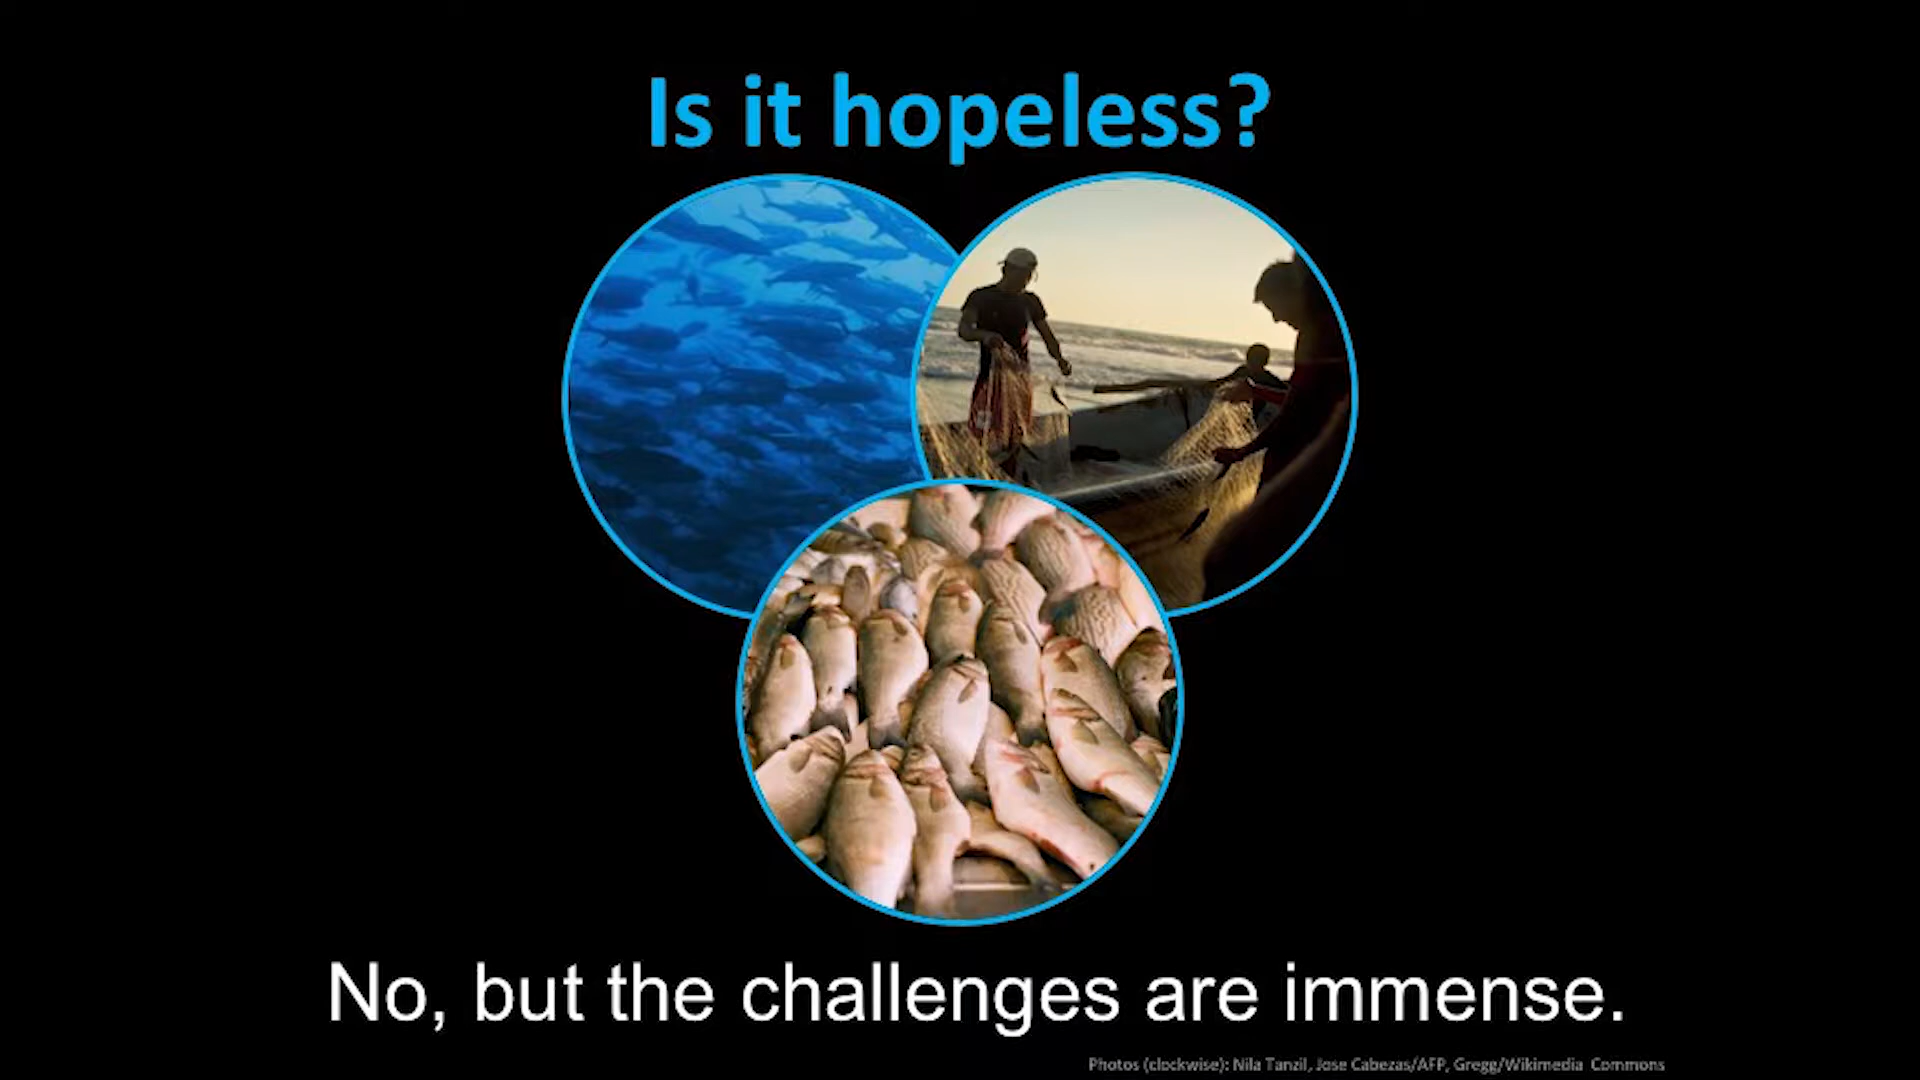 Is it hopeless?
No, but the challenges are immense.
Photos (clockwise): Nila Tanzil, Jose Cabezas/AFP, Gregg/Wikimedia Commons